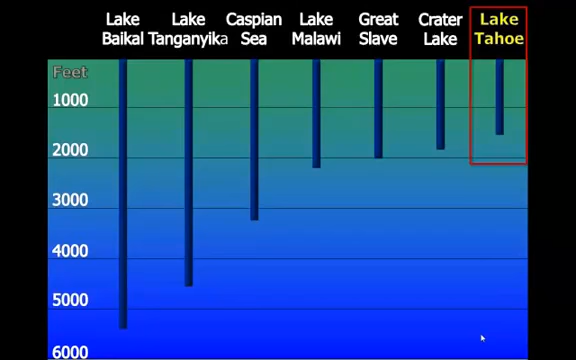 Lake Baikal
Lake Tanganyika
Caspian Sea
Lake Malawi
Great Slave
Crater Lake
Lake Tahoe
Feet
1000
2000
3000
4000
5000
6000